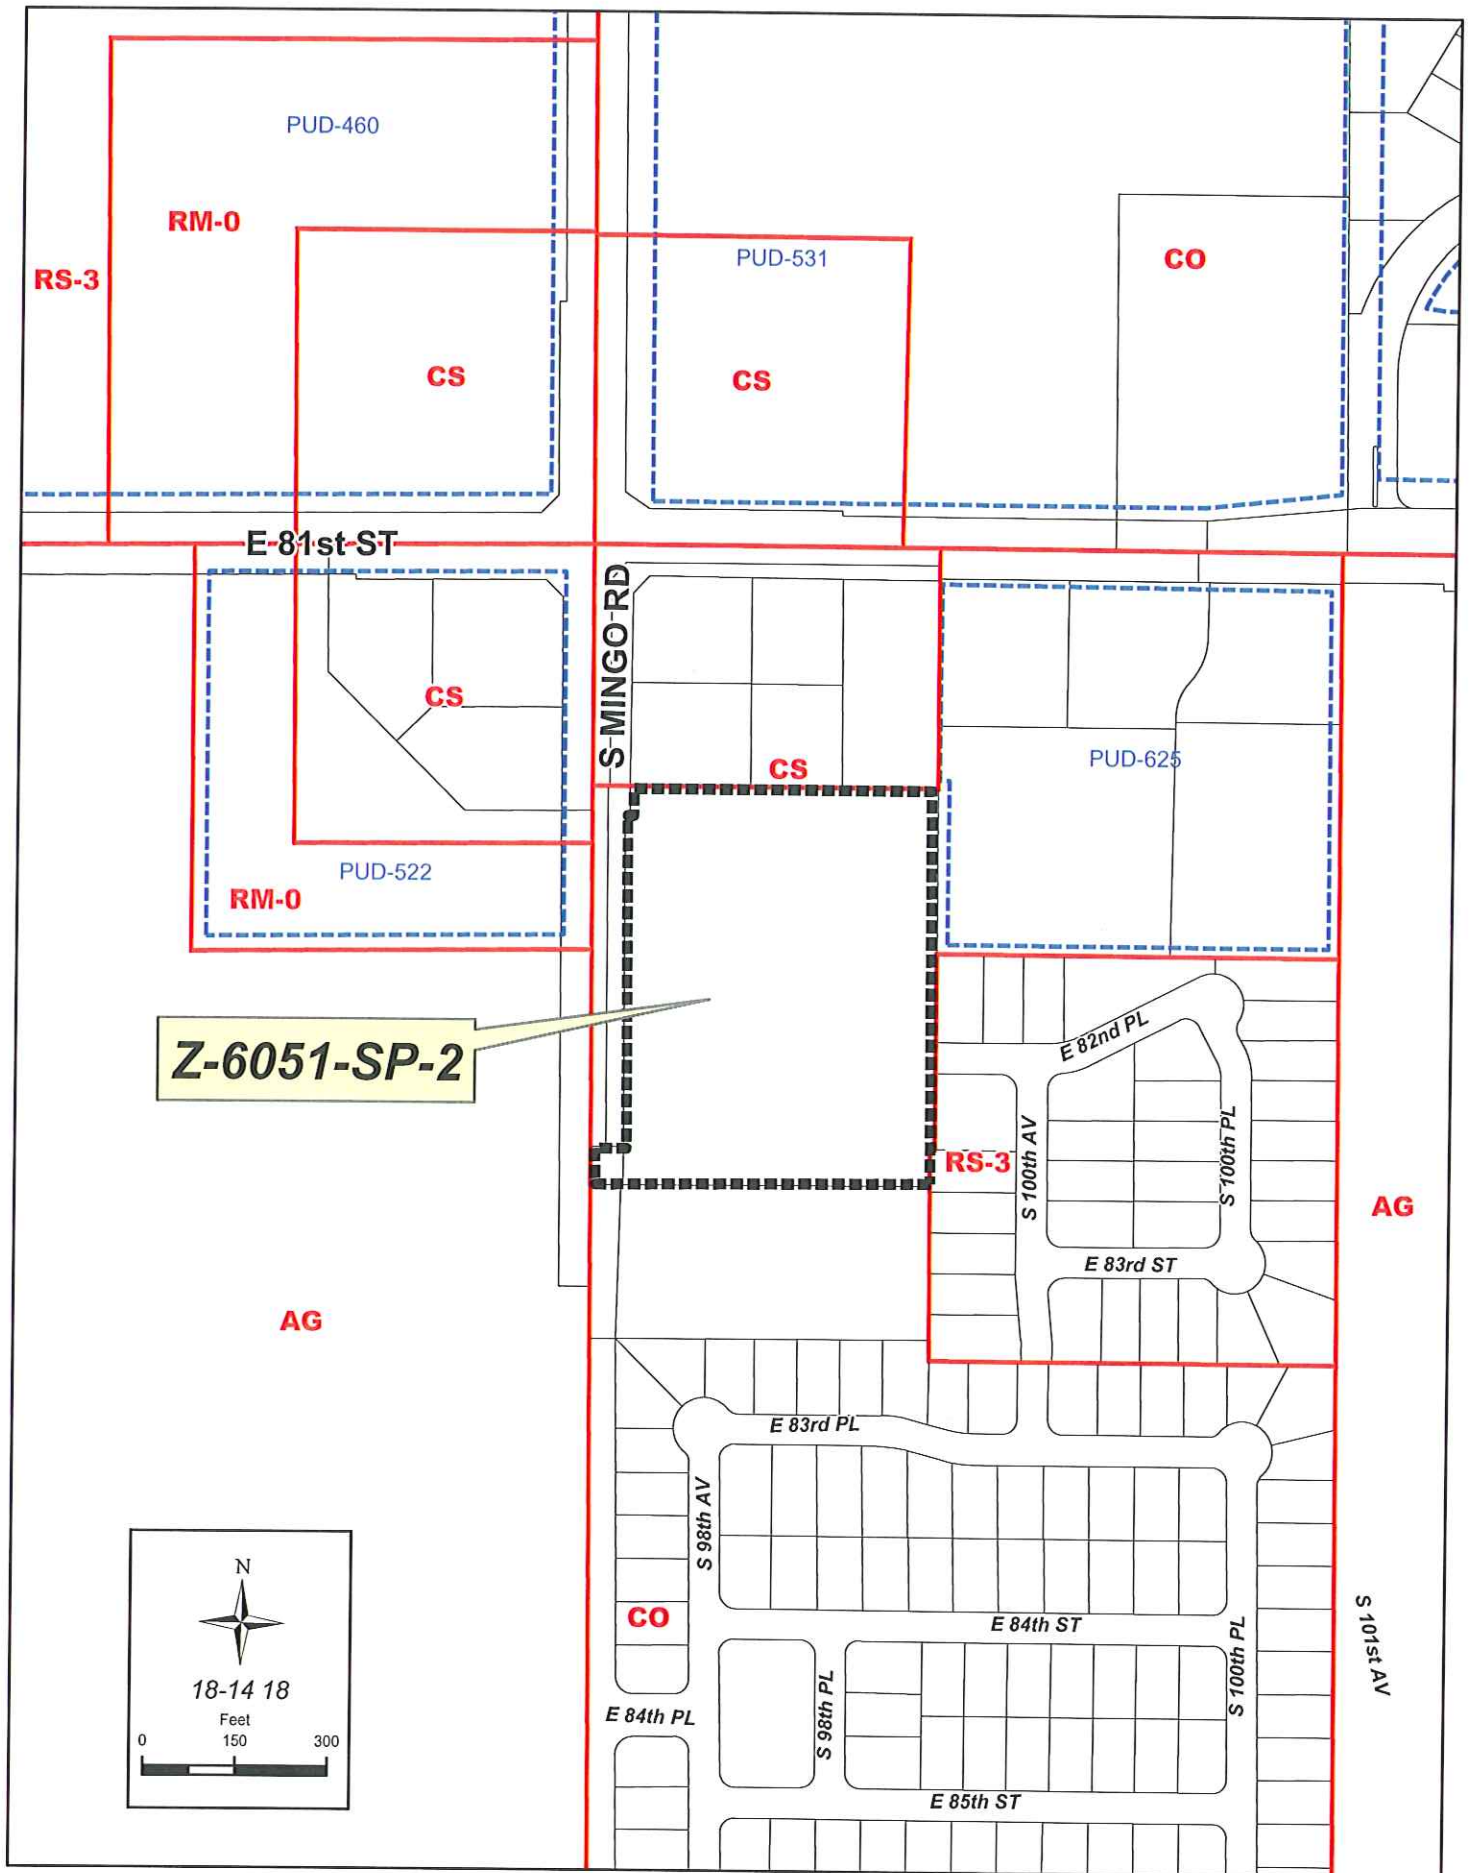 PUD-460
RM-0
RS-3
PUD-531
CO
CS
CS
E 81st ST
S MINGO RD
CS
CS
PUD-625
PUD-522
RM-0
Z-6051-SP-2
E 82nd PL
S 100th AV
S 100th PL
RS-3
AG
E 83rd ST
AG
E 83rd PL
S 98th AV
CO
E 84th ST
S 100th PL
S 101st AV
E 84th PL
S 98th PL
E 85th ST
N
18-14 18
Feet
0 150 300